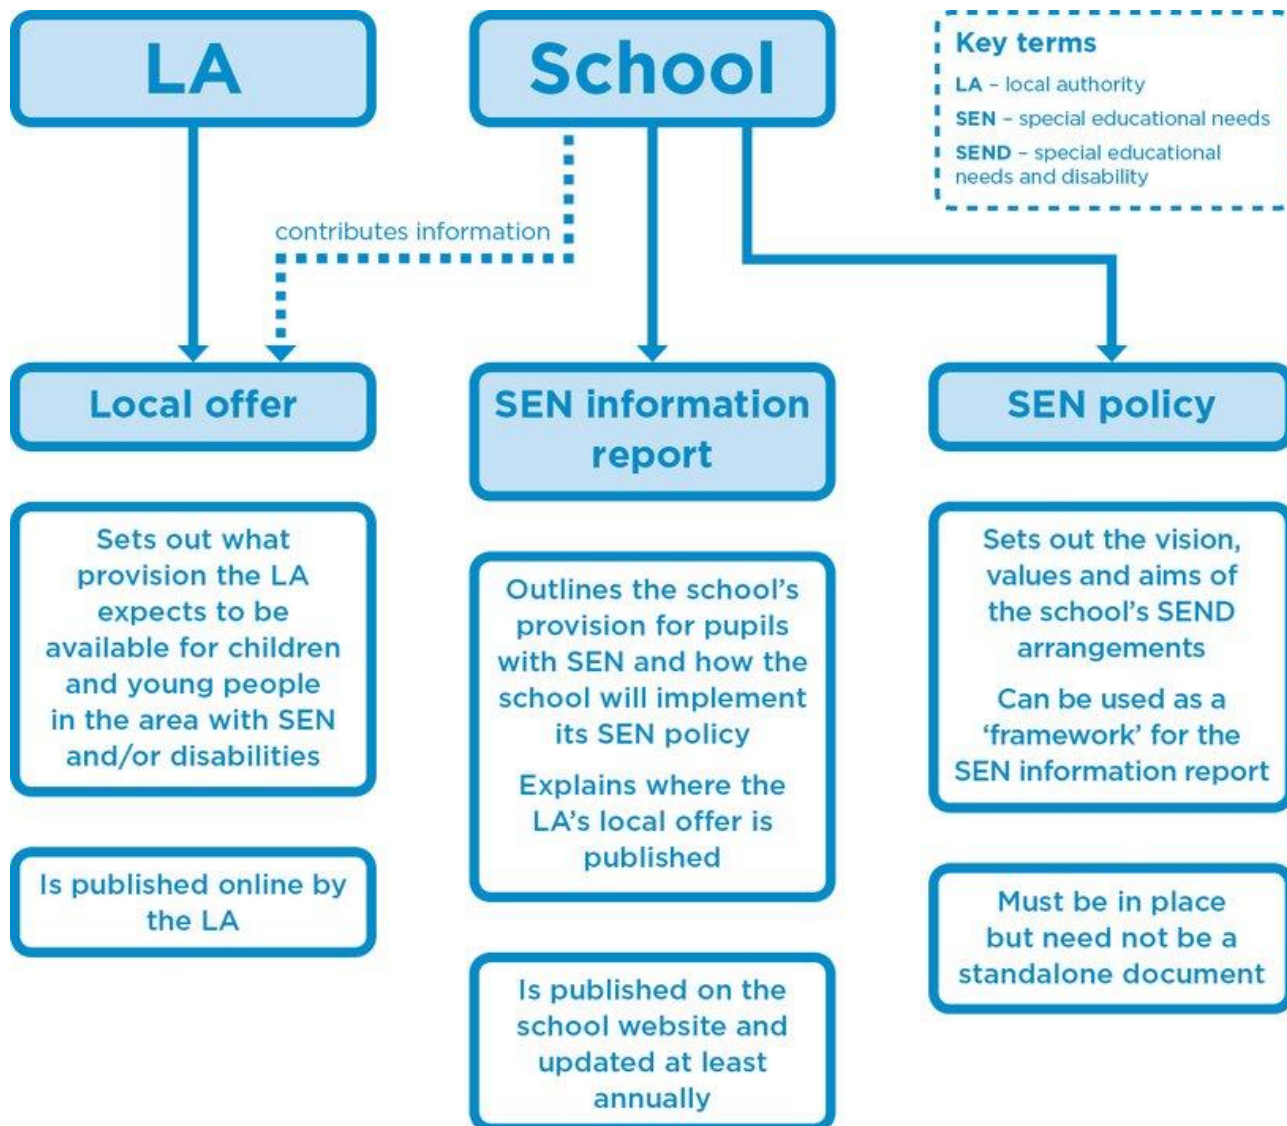 LA
School
Key terms
LA – local authority
SEN – special educational needs
SEND – special educational
needs and disability
contributes information
Local offer
SEN information
report
SEN policy
Sets out what
provision the LA
expects to be
available for children
and young people
in the area with SEN
and/or disabilities
Is published online by
the LA
Outlines the school’s
provision for pupils
with SEN and how the
school will implement
its SEN policy
Explains where the
LA’s local offer is
published
Is published on the
school website and
updated at least
annually
Sets out the vision,
values and aims of
the school’s SEND
arrangements
Can be used as a
‘framework’ for the
SEN information report
Must be in place
but need not be a
standalone document